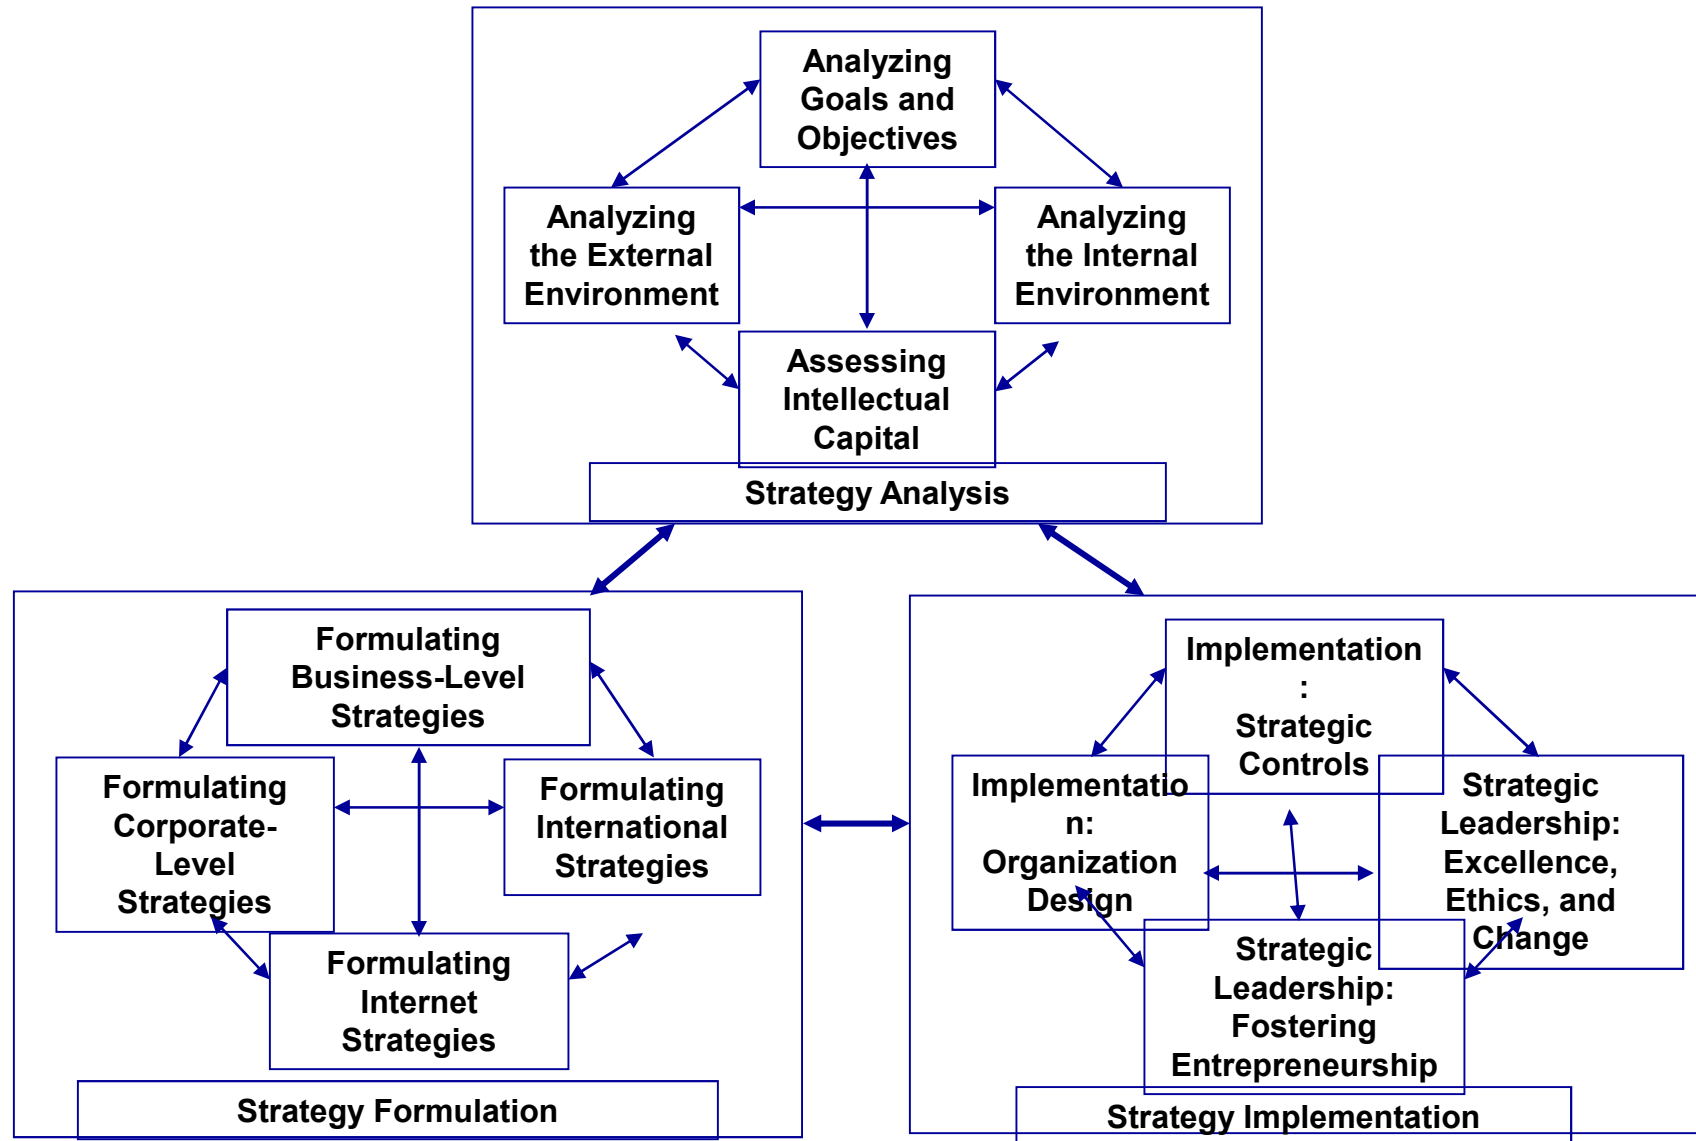 Analyzing
Goals and
Objectives
Analyzing
the External
Environment
Analyzing
the Internal
Environment
Assessing
Intellectual
Capital
Strategy Analysis
Formulating
Business-Level
Strategies
Formulating
Corporate-
Level
Strategies
Formulating
International
Strategies
Formulating
Internet
Strategies
Strategy Formulation
Implementation
:
Strategic
Controls
Implementatio
n:
Organization
Design
Strategic
Leadership:
Excellence,
Ethics, and
Change
Strategic
Leadership:
Fostering
Entrepreneurship
Strategy Implementation